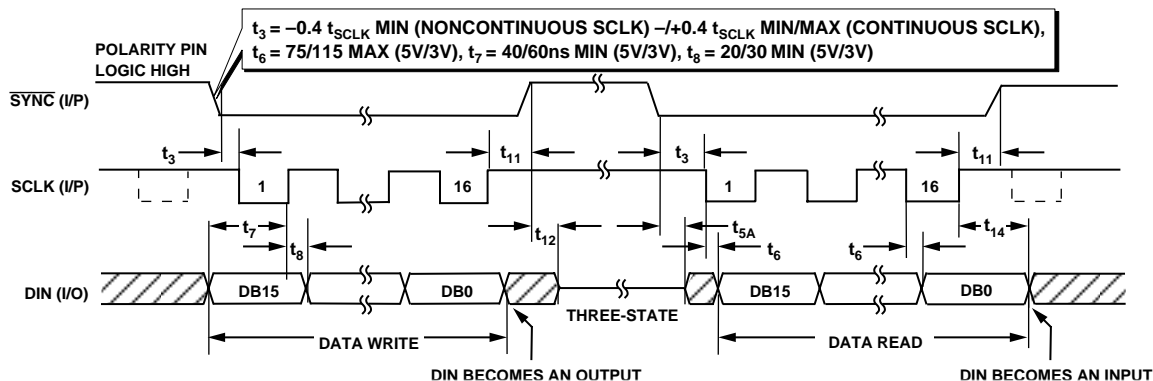 t3 = –0.4 tSCLK MIN (NONCONTINUOUS SCLK) –/+0.4 tSCLK MIN/MAX (CONTINUOUS SCLK),
t6 = 75/115 MAX (5V/3V), t7 = 40/60ns MIN (5V/3V), t8 = 20/30 MIN (5V/3V)
POLARITY PIN
LOGIC HIGH
SYNC (I/P)
t3 t11 t3 t11
SCLK (I/P)
1 16 1 16
t7 t8 t12 t5A t6 t6 t14
DIN (I/O)
DB15 DB0 DB15 DB0
THREE-STATE
DATA WRITE DATA READ
DIN BECOMES AN OUTPUT DIN BECOMES AN INPUT